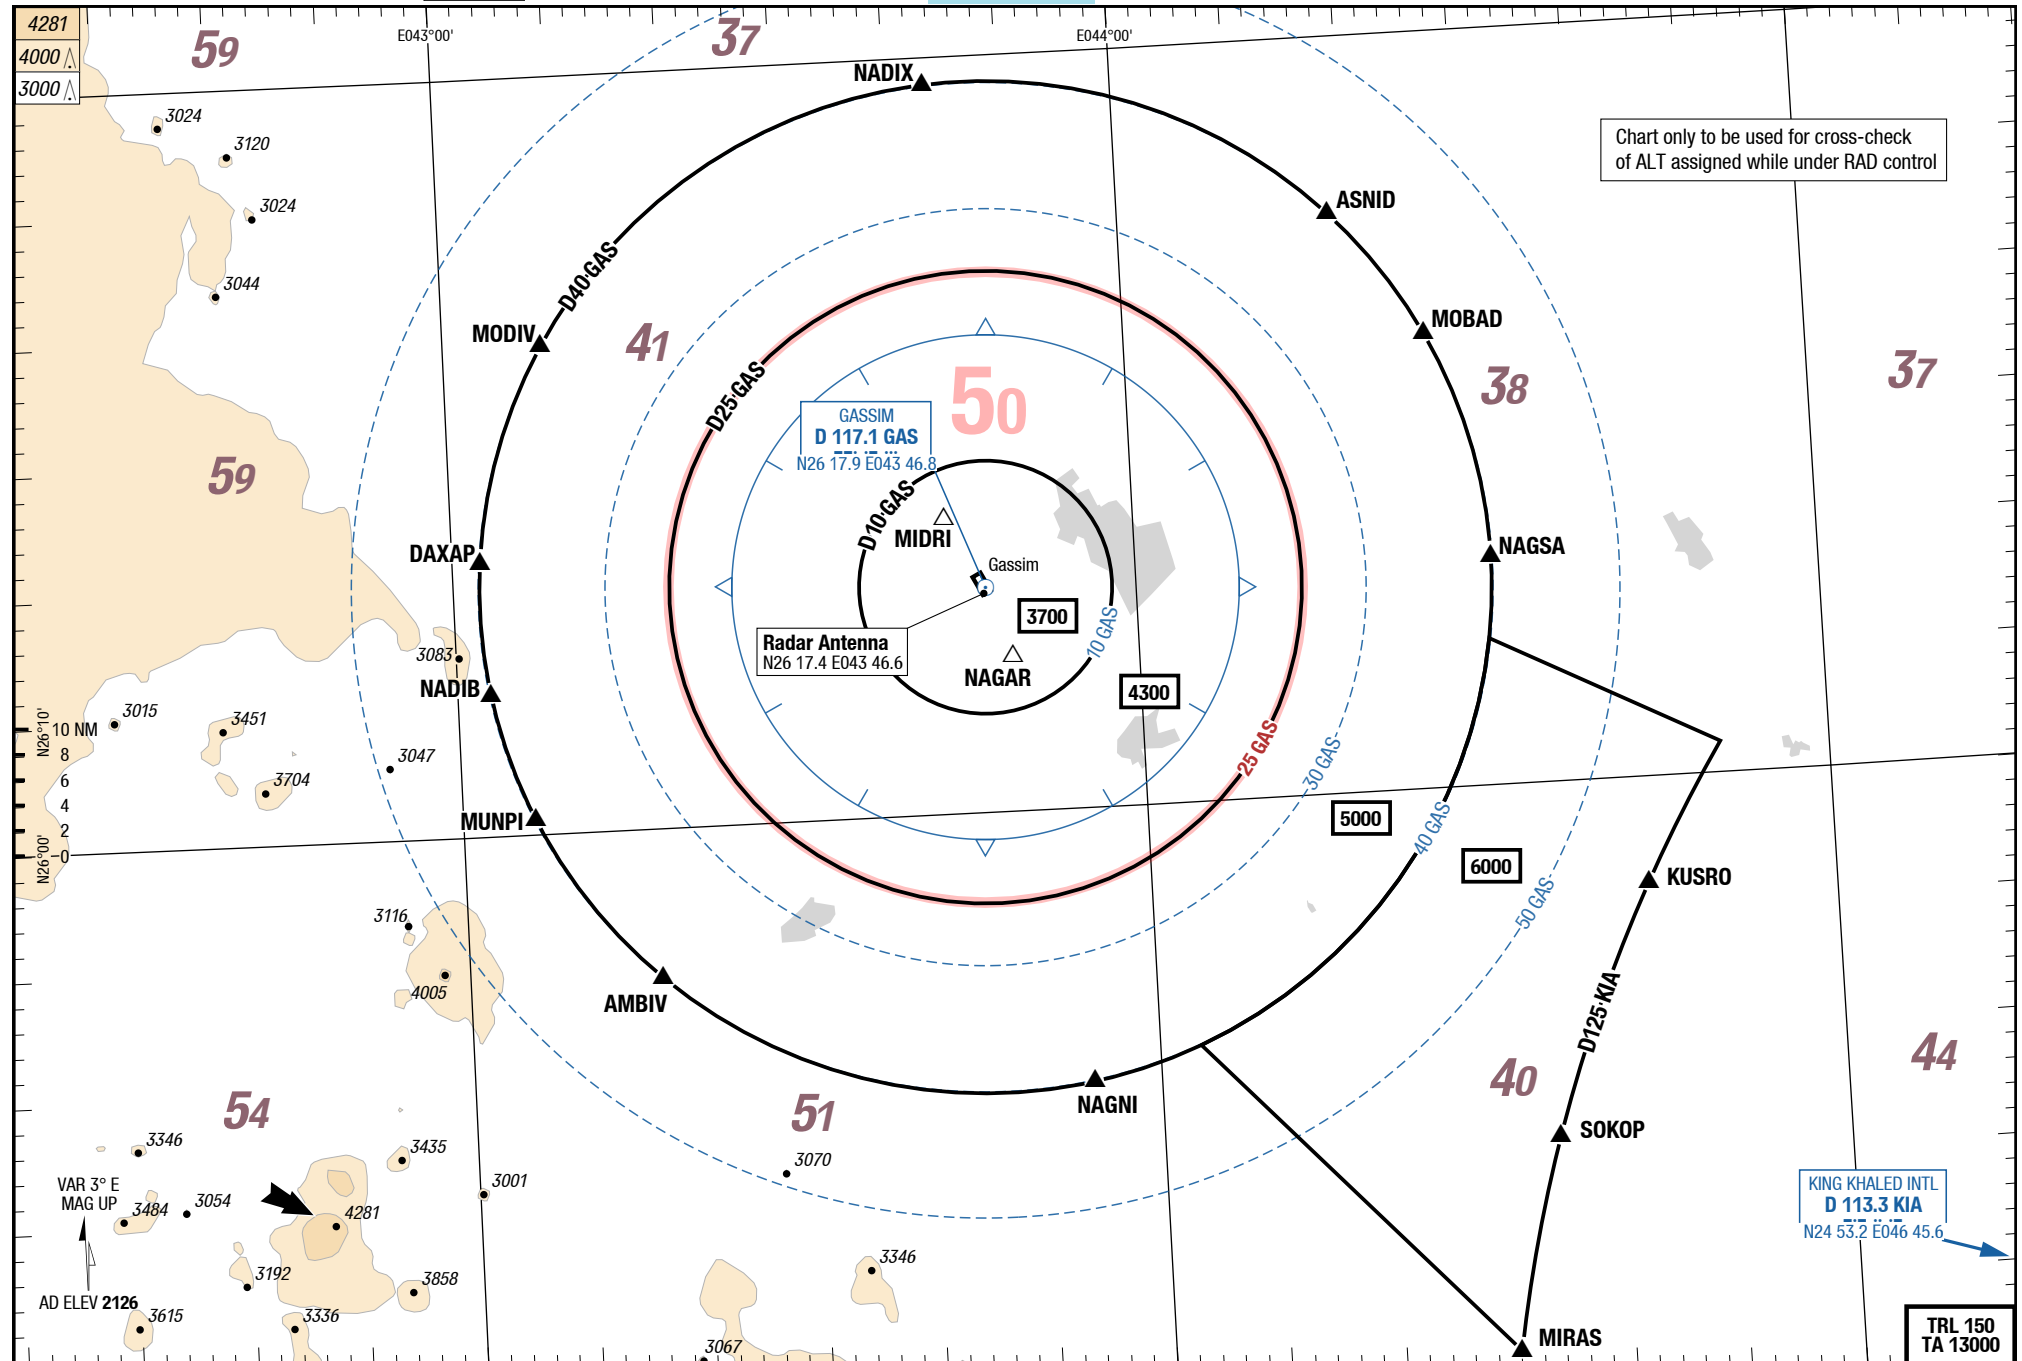 4281
4000
3000
59
37
E043°00'
E044°00'
NADIX
3024
3120
3024
3044
Chart only to be used for cross-check
of ALT assigned while under RAD control
ASNID
D40 GAS
MODIV
41
MOBAD
38
37
D25 GAS
50
GASSIM
D 117.1 GAS
N26 17.9 E043 46.8
59
D10 GAS
MIDRI
DAXAP
NAGSA
Gassim
3700
10 GAS
Radar Antenna
N26 17.4 E043 46.6
3083
NADIB
NAGAR
4300
3015
3451
N26°10'
10 NM
8
6
4
2
0
N26°00'
3047
3704
25 GAS
30 GAS
MUNPI
5000
40 GAS
6000
KUSRO
50 GAS
3116
4005
AMBIV
D125 KIA
NAGNI
40
44
54
51
SOKOP
3346
3435
3070
3001
VAR 3° E
MAG UP
3484
3054
4281
KING KHALED INTL
D 113.3 KIA
N24 53.2 E046 45.6
3192
3858
3346
AD ELEV 2126
3615
3336
3067
MIRAS
TRL 150
TA 13000